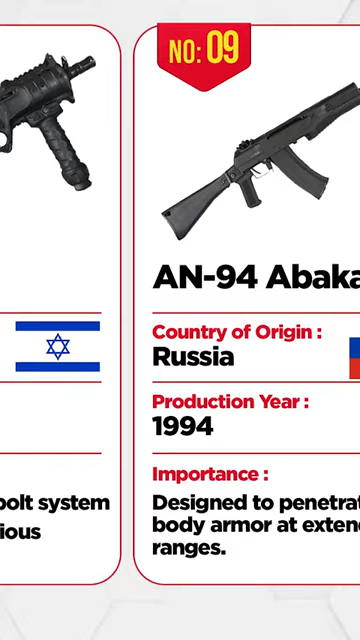 bolt system
ious
NO: 09
AN-94 Abaka
Country of Origin :
Russia
Production Year :
1994
Importance :
Designed to penetrat
body armor at exten
ranges.